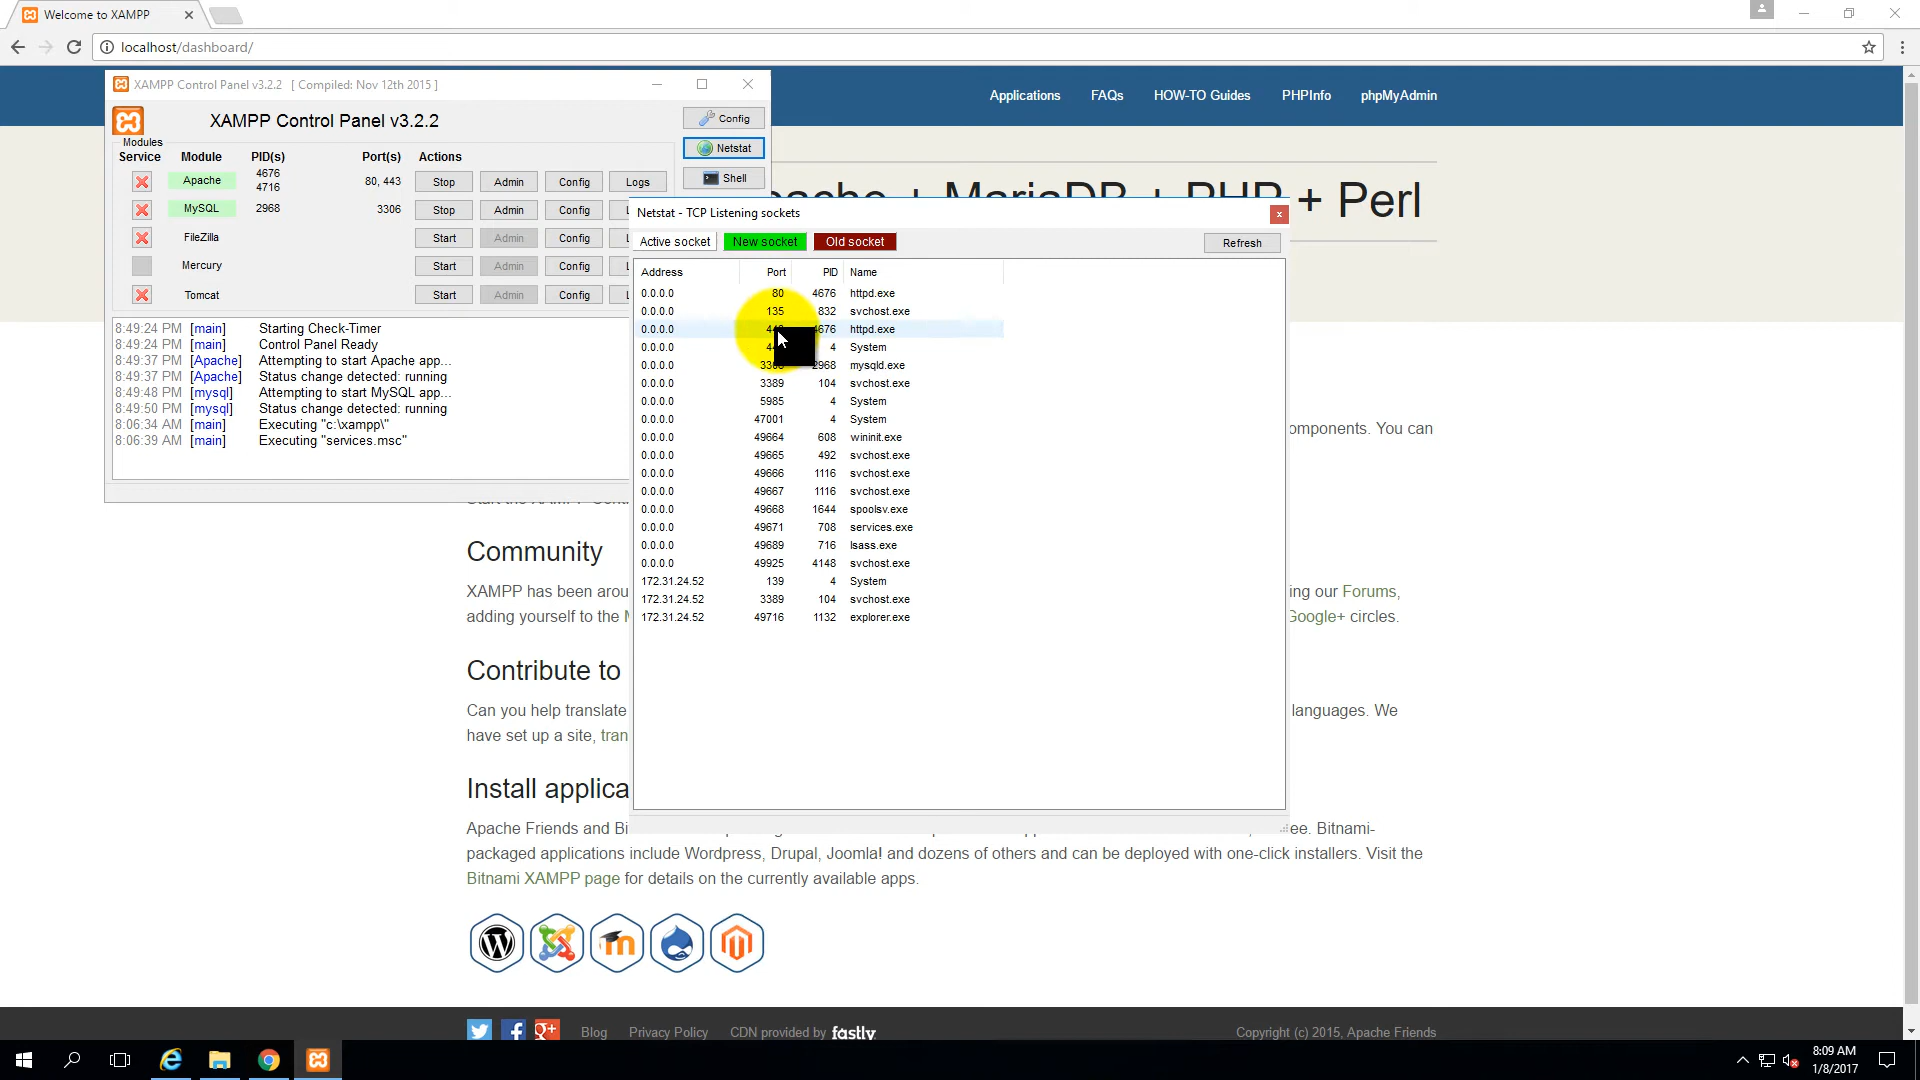 Welcome to XAMPP
localhost/dashboard/
Applications FAQs HOW-TO Guides PHPInfo phpMyAdmin
XAMPP Control Panel v3.2.2 [ Compiled: Nov 12th 2015 ]
XAMPP Control Panel v3.2.2
Config
Netstat
Shell
Modules
Service Module PID(s) Port(s) Actions
Apache 4676 4716 80, 443 Stop Admin Config Logs
MySQL 2968 3306 Stop Admin Config L
FileZilla Start Admin Config L
Mercury Start Admin Config L
Tomcat Start Admin Config L
8:49:24 PM [main] Starting Check-Timer
8:49:24 PM [main] Control Panel Ready
8:49:37 PM [Apache] Attempting to start Apache app...
8:49:37 PM [Apache] Status change detected: running
8:49:48 PM [mysql] Attempting to start MySQL app...
8:49:50 PM [mysql] Status change detected: running
8:06:34 AM [main] Executing "c:\xampp\"
8:06:39 AM [main] Executing "services.msc"
+ MariaDB + PHP + Perl
Netstat - TCP Listening sockets
Active socket New socket Old socket Refresh
Address Port PID Name
0.0.0.0 80 4676 httpd.exe
0.0.0.0 135 832 svchost.exe
0.0.0.0 httpd.exe
0.0.0.0 4 System
0.0.0.0 mysqld.exe
0.0.0.0 3389 104 svchost.exe
0.0.0.0 5985 4 System
0.0.0.0 47001 4 System
0.0.0.0 49664 608 wininit.exe
0.0.0.0 49665 492 svchost.exe
0.0.0.0 49666 1116 svchost.exe
0.0.0.0 49667 1116 svchost.exe
0.0.0.0 49668 1644 spoolsv.exe
0.0.0.0 49671 708 services.exe
0.0.0.0 49689 716 lsass.exe
0.0.0.0 49925 4148 svchost.exe
172.31.24.52 139 4 System
172.31.24.52 3389 104 svchost.exe
172.31.24.52 49716 1132 explorer.exe
omponents. You can
Community
XAMPP has been arou ing our Forums,
adding yourself to the Google+ circles.
Contribute to
Can you help translate languages. We
have set up a site, tran
Install applica
Apache Friends and Bi ee. Bitnami-
packaged applications include Wordpress, Drupal, Joomla! and dozens of others and can be deployed with one-click installers. Visit the
Bitnami XAMPP page for details on the currently available apps.
Blog Privacy Policy CDN provided by fastly
Copyright (c) 2015, Apache Friends
8:09 AM
1/8/2017